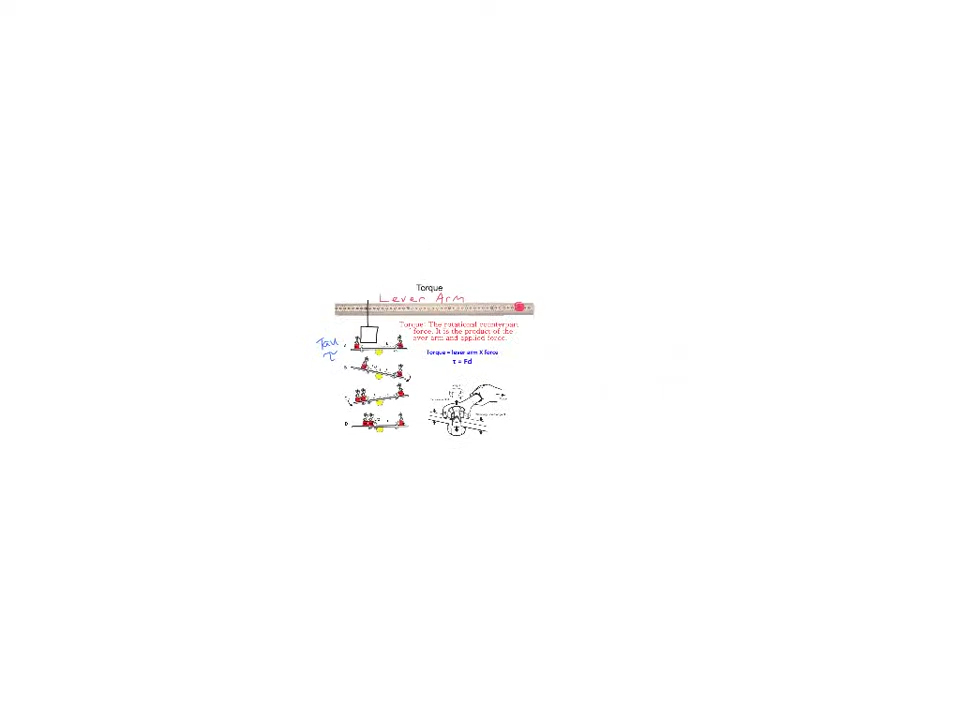 Torque
Lever Arm
Torque: The rotational counterpart
force. It is the product of the
lever arm and applied force.
Tau
τ
Torque = lever arm X force
τ = Fd
D